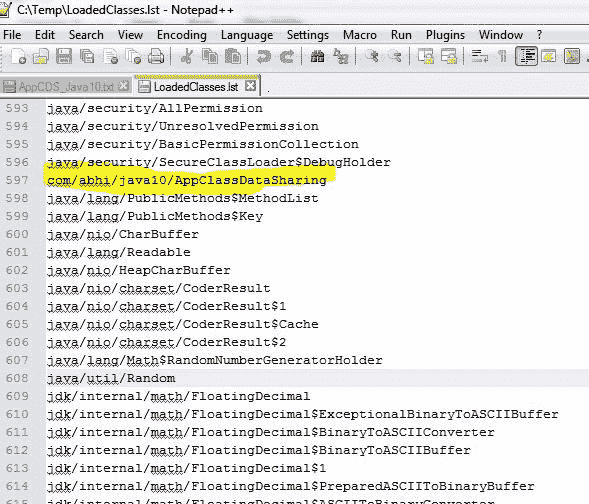 C:\Temp\LoadedClasses.lst - Notepad++
File Edit Search View Encoding Language Settings Macro Run Plugins Window ?
AppCDS_Java10.txt LoadedClasses.lst
593 java/security/AllPermission
594 java/security/UnresolvedPermission
595 java/security/BasicPermissionCollection
596 java/security/SecureClassLoader$DebugHolder
597 com/abhi/java10/AppClassDataSharing
598 java/lang/PublicMethods$MethodList
599 java/lang/PublicMethods$Key
600 java/nio/CharBuffer
601 java/lang/Readable
602 java/nio/HeapCharBuffer
603 java/nio/charset/CoderResult
604 java/nio/charset/CoderResult$1
605 java/nio/charset/CoderResult$Cache
606 java/nio/charset/CoderResult$2
607 java/lang/Math$RandomNumberGeneratorHolder
608 java/util/Random
609 jdk/internal/math/FloatingDecimal
610 jdk/internal/math/FloatingDecimal$ExceptionalBinaryToASCIIBuffer
611 jdk/internal/math/FloatingDecimal$BinaryToASCIIConverter
612 jdk/internal/math/FloatingDecimal$BinaryToASCIIBuffer
613 jdk/internal/math/FloatingDecimal$1
614 jdk/internal/math/FloatingDecimal$PreparedASCIIToBinaryBuffer
615 jdk/internal/math/FloatingDecimal$ASCIIToBinaryConverter